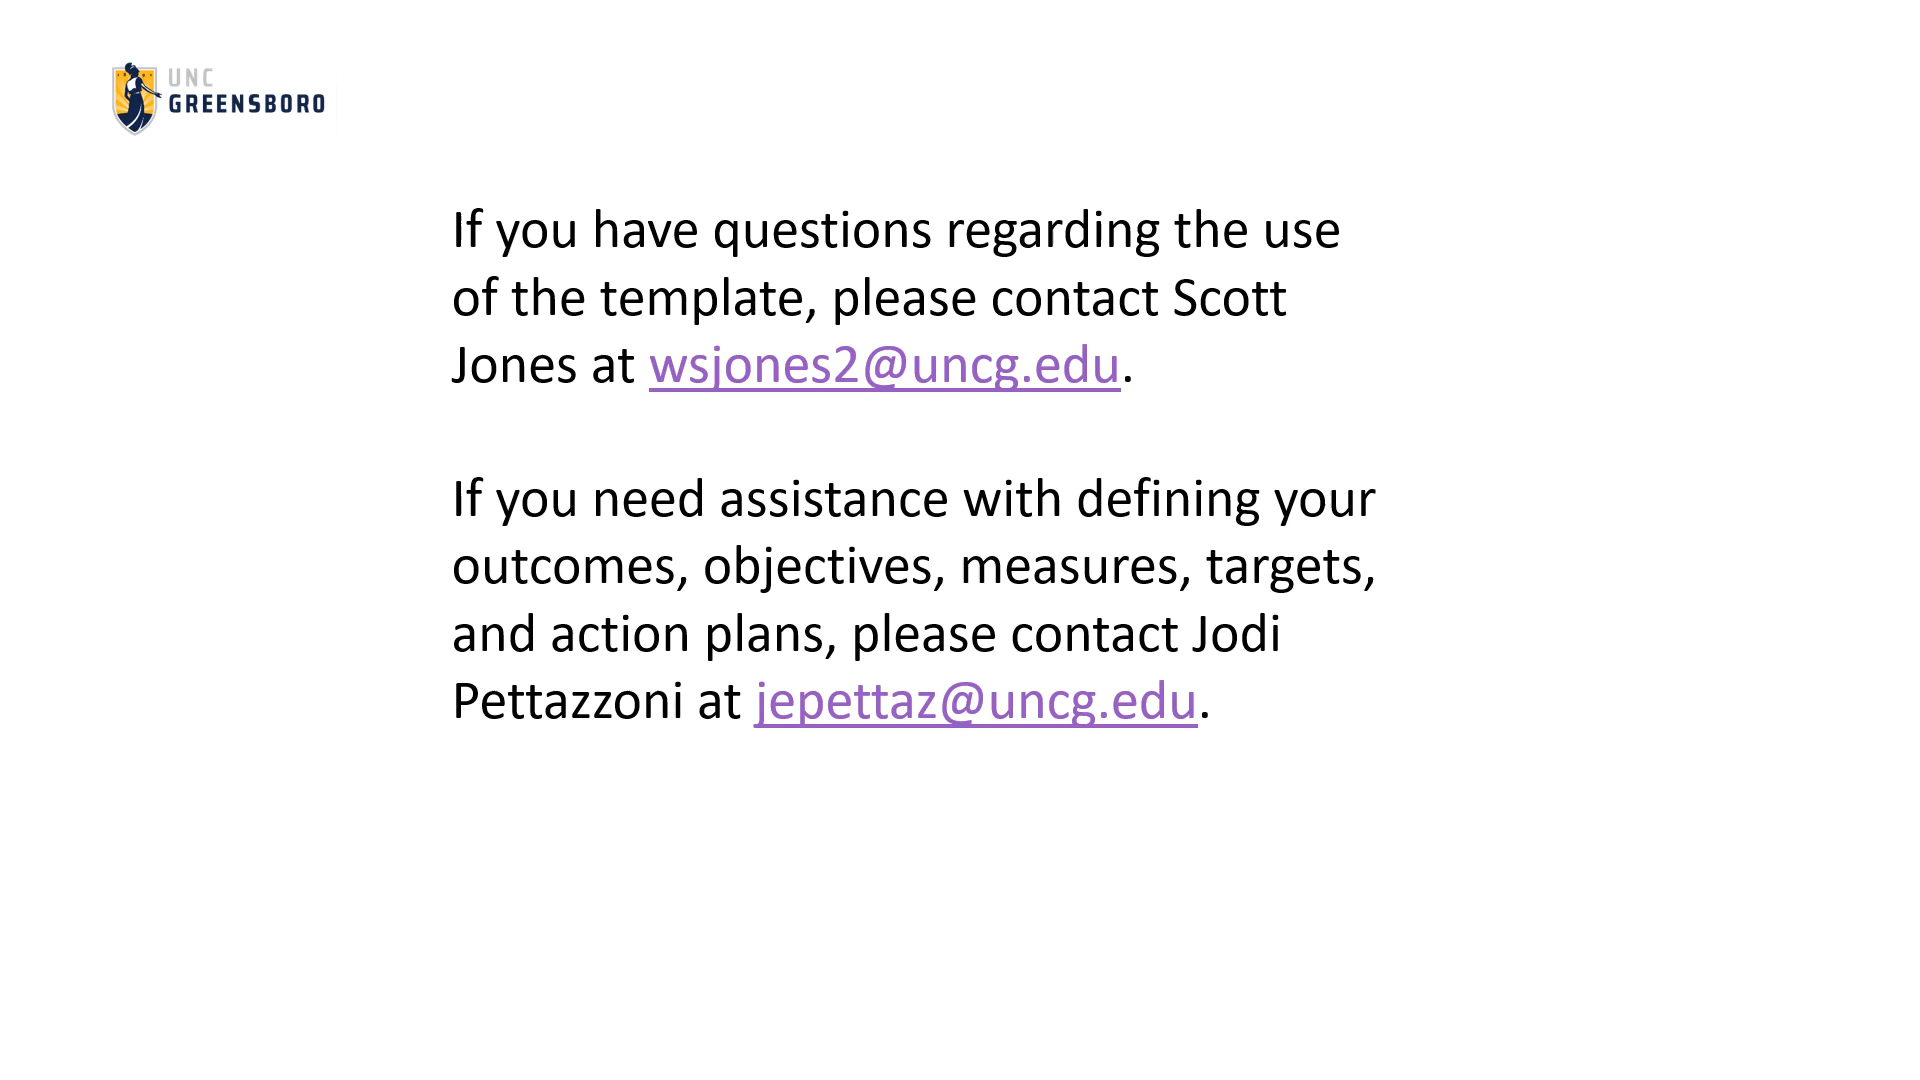 UNC
GREENSBORO
If you have questions regarding the use
of the template, please contact Scott
Jones at wsjones2@uncg.edu.
If you need assistance with defining your
outcomes, objectives, measures, targets,
and action plans, please contact Jodi
Pettazzoni at jepettaz@uncg.edu.